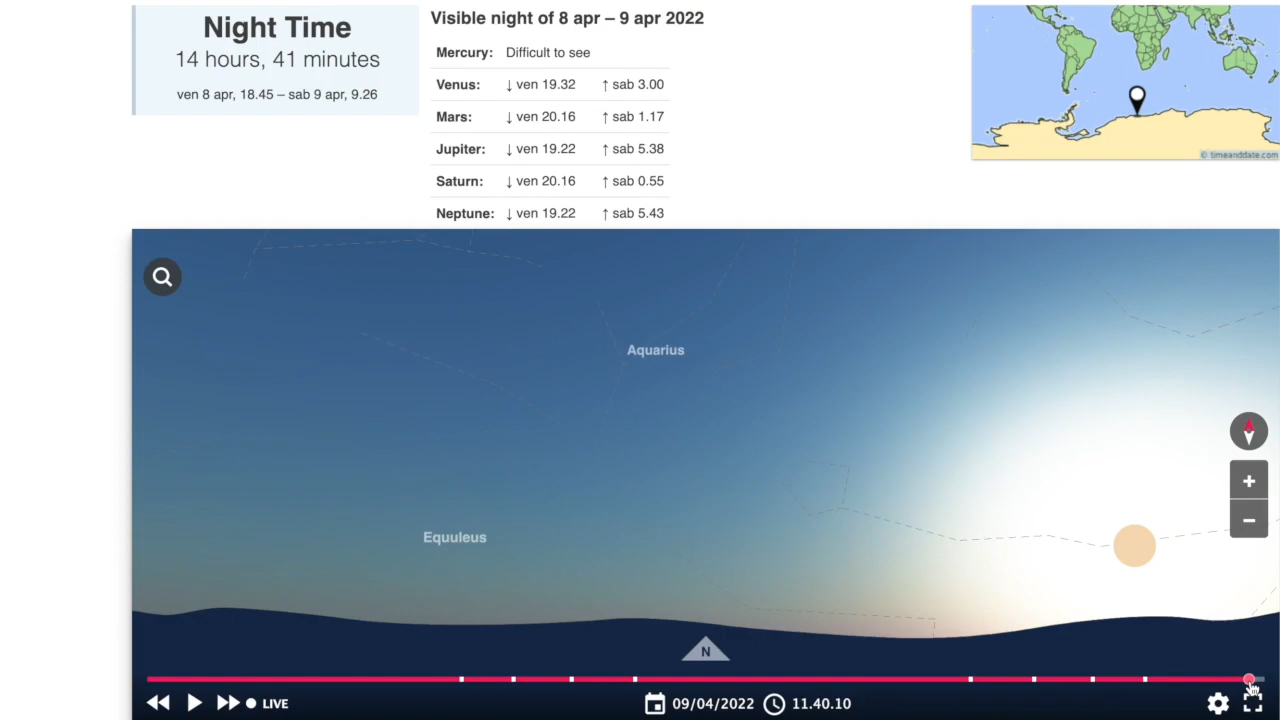 Night Time
14 hours, 41 minutes
ven 8 apr, 18.45 – sab 9 apr, 9.26
Visible night of 8 apr – 9 apr 2022
Mercury: Difficult to see
Venus: ↓ ven 19.32 ↑ sab 3.00
Mars: ↓ ven 20.16 ↑ sab 1.17
Jupiter: ↓ ven 19.22 ↑ sab 5.38
Saturn: ↓ ven 20.16 ↑ sab 0.55
Neptune: ↓ ven 19.22 ↑ sab 5.43
© timeanddate.com
Aquarius
Equuleus
N
LIVE 09/04/2022 11.40.10